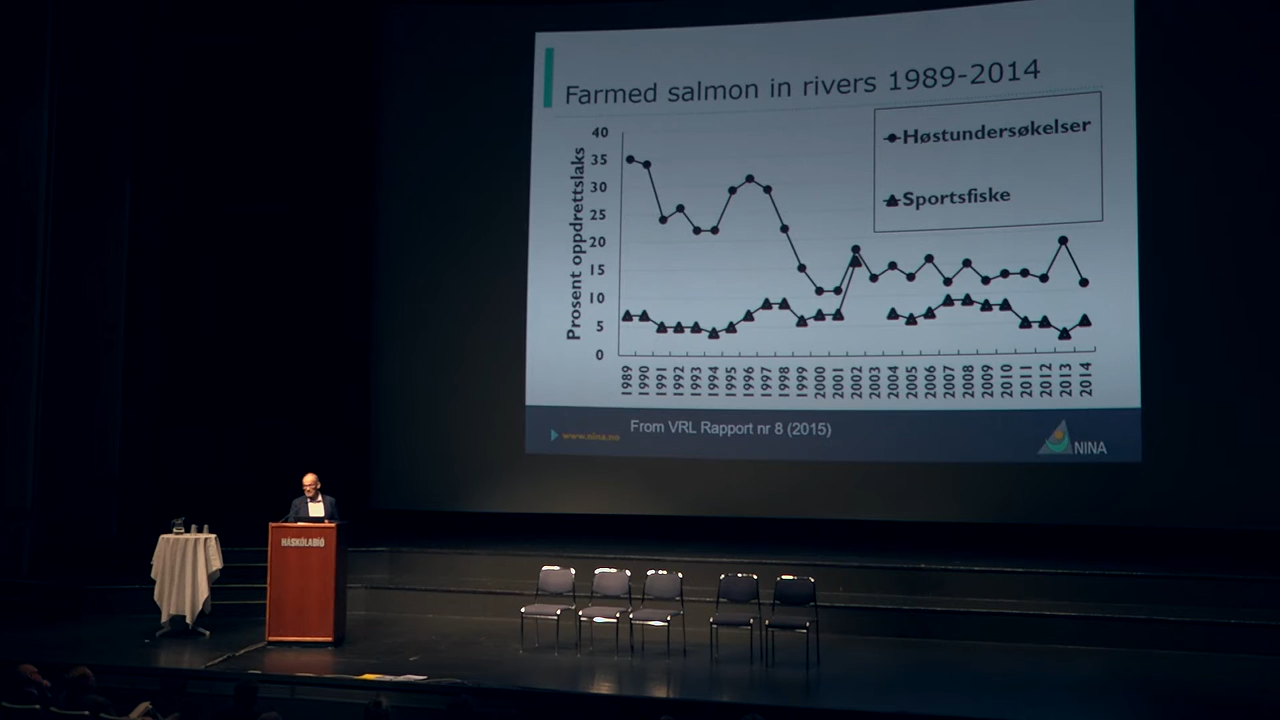 Farmed salmon in rivers 1989-2014
Høstundersøkelser
Sportsfiske
Prosent oppdrettslaks
40
35
30
25
20
15
10
5
0
1989 1990 1991 1992 1993 1994 1995 1996 1997 1998 1999 2000 2001 2002 2003 2004 2005 2006 2007 2008 2009 2010 2011 2012 2013 2014
www.nina.no
From VRL Rapport nr 8 (2015)
NINA
HÁSKÓLABÍÓ